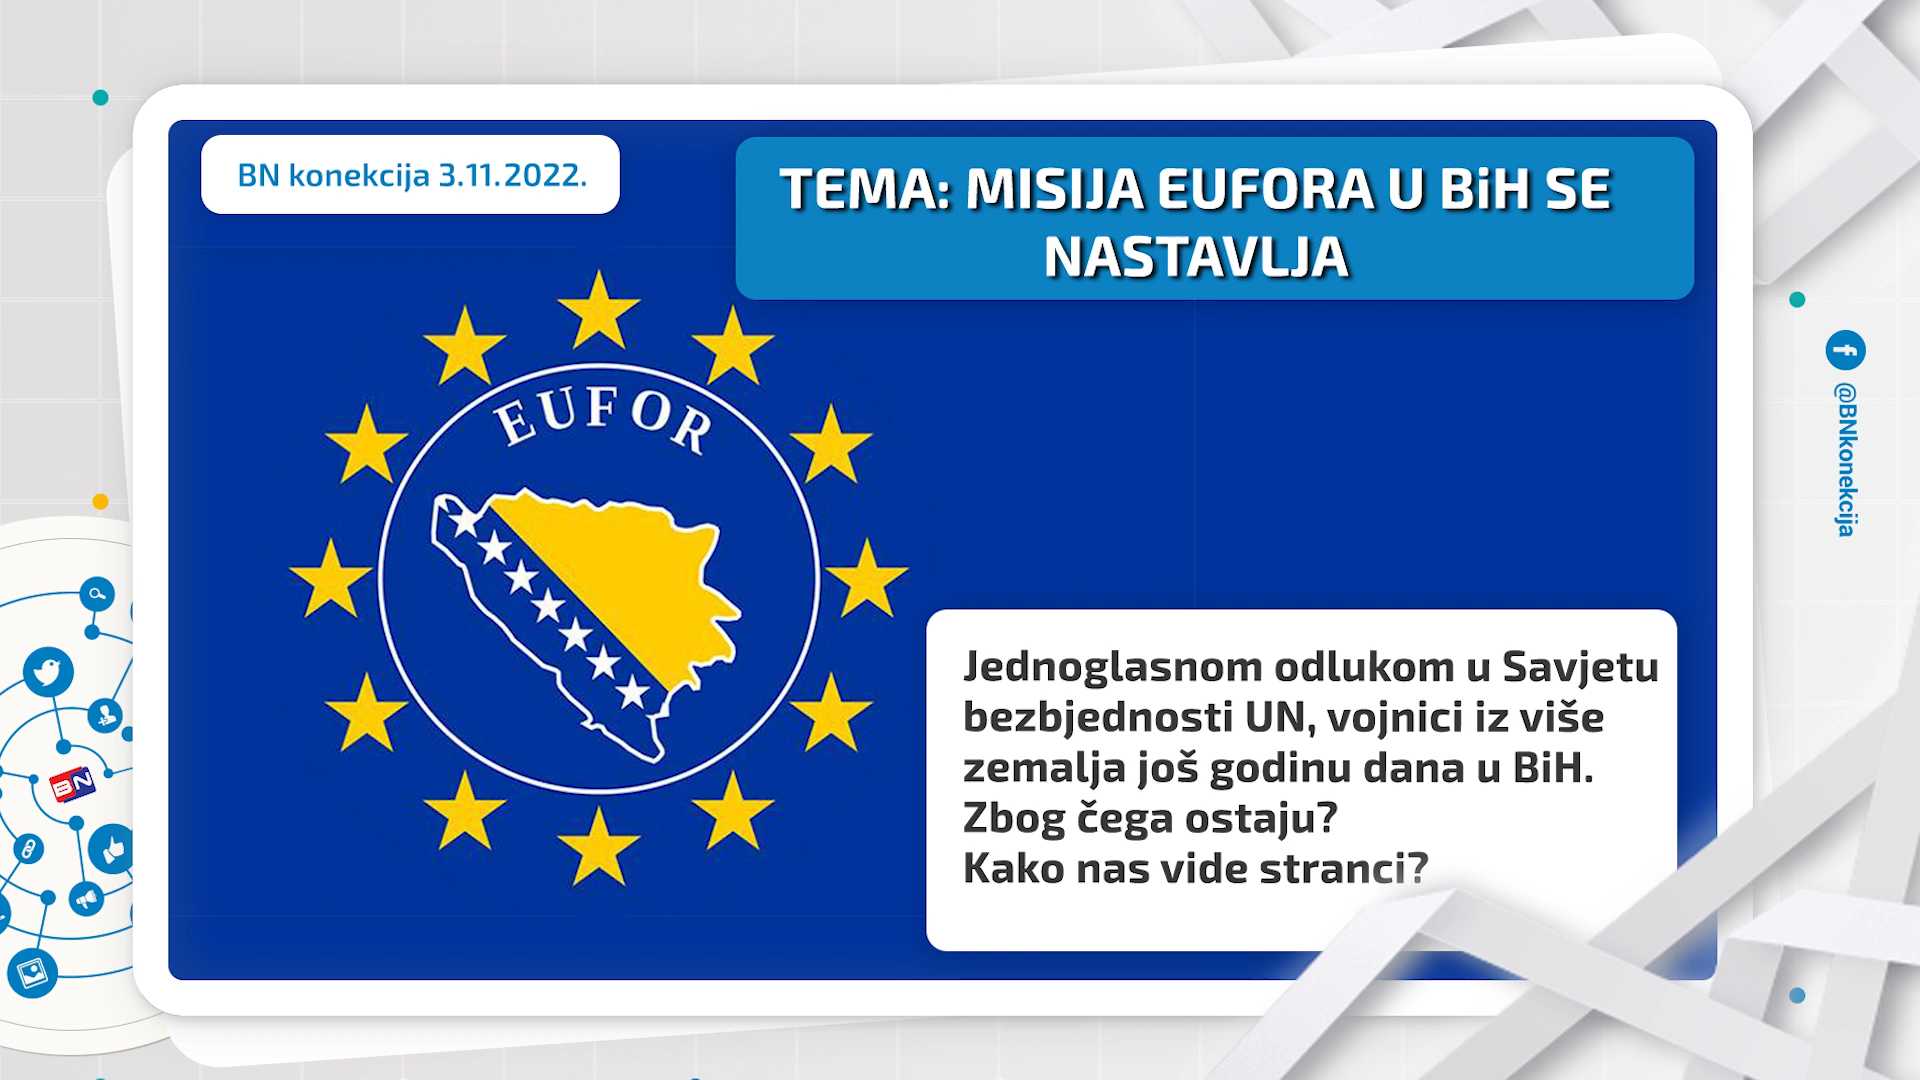 BN konekcija 3.11.2022.
TEMA: MISIJA EUFORA U BiH SE
NASTAVLJA
EUFOR
@BNkonekcija
Jednoglasnom odlukom u Savjetu
bezbjednosti UN, vojnici iz više
zemalja još godinu dana u BiH.
Zbog čega ostaju?
Kako nas vide stranci?
BN